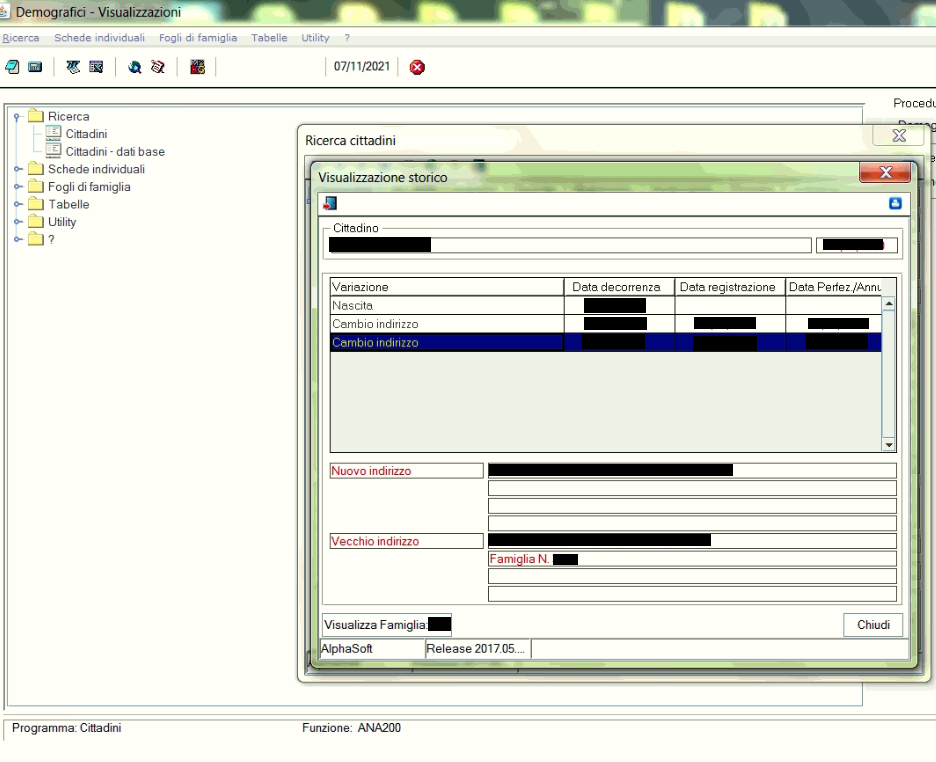 Demografici - Visualizzazioni
Ricerca Schede individuali Fogli di famiglia Tabelle Utility ?
07/11/2021
Ricerca
Cittadini
Cittadini - dati base
Schede individuali
Fogli di famiglia
Tabelle
Utility
?
Ricerca cittadini
Visualizzazione storico
Cittadino
Variazione Data decorrenza Data registrazione Data Perfez./Annu
Nascita
Cambio indirizzo
Cambio indirizzo
Nuovo indirizzo
Vecchio indirizzo
Famiglia N.
Visualizza Famiglia:
Chiudi
AlphaSoft Release 2017.05....
Programma: Cittadini Funzione: ANA200